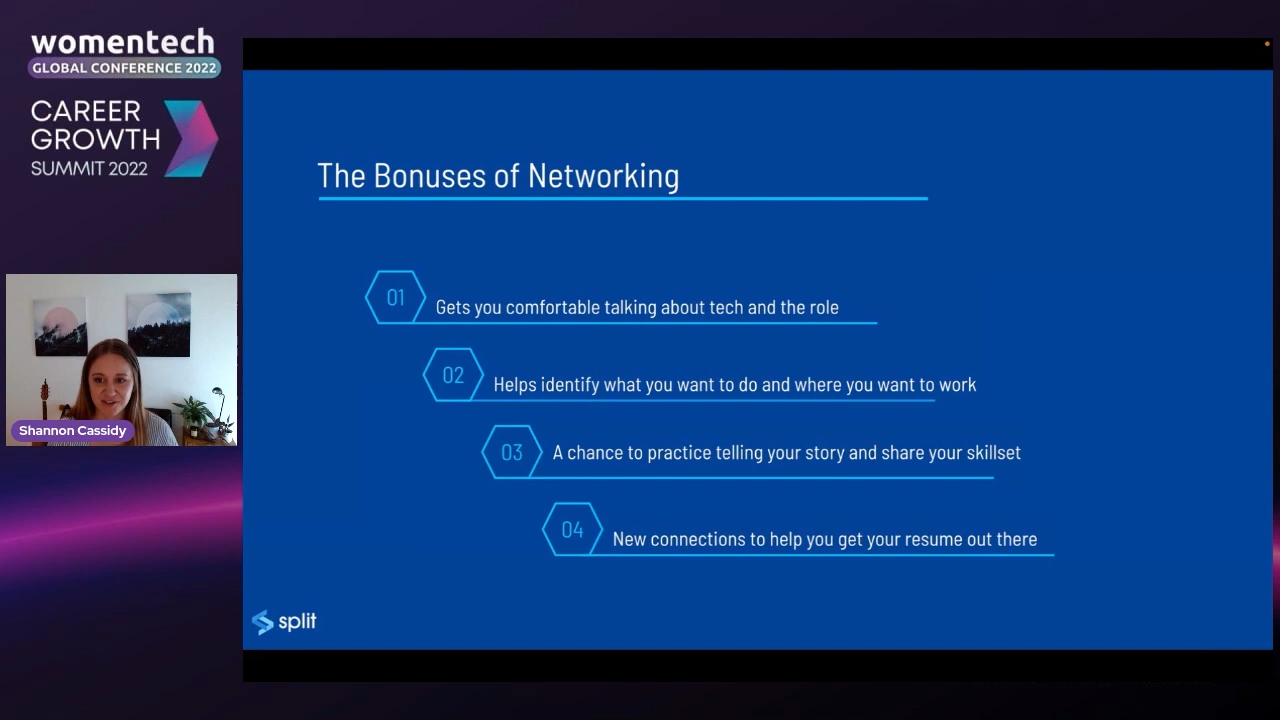 womentech
GLOBAL CONFERENCE 2022
CAREER
GROWTH
SUMMIT 2022
Shannon Cassidy
The Bonuses of Networking
01 Gets you comfortable talking about tech and the role
02 Helps identify what you want to do and where you want to work
03 A chance to practice telling your story and share your skillset
04 New connections to help you get your resume out there
split